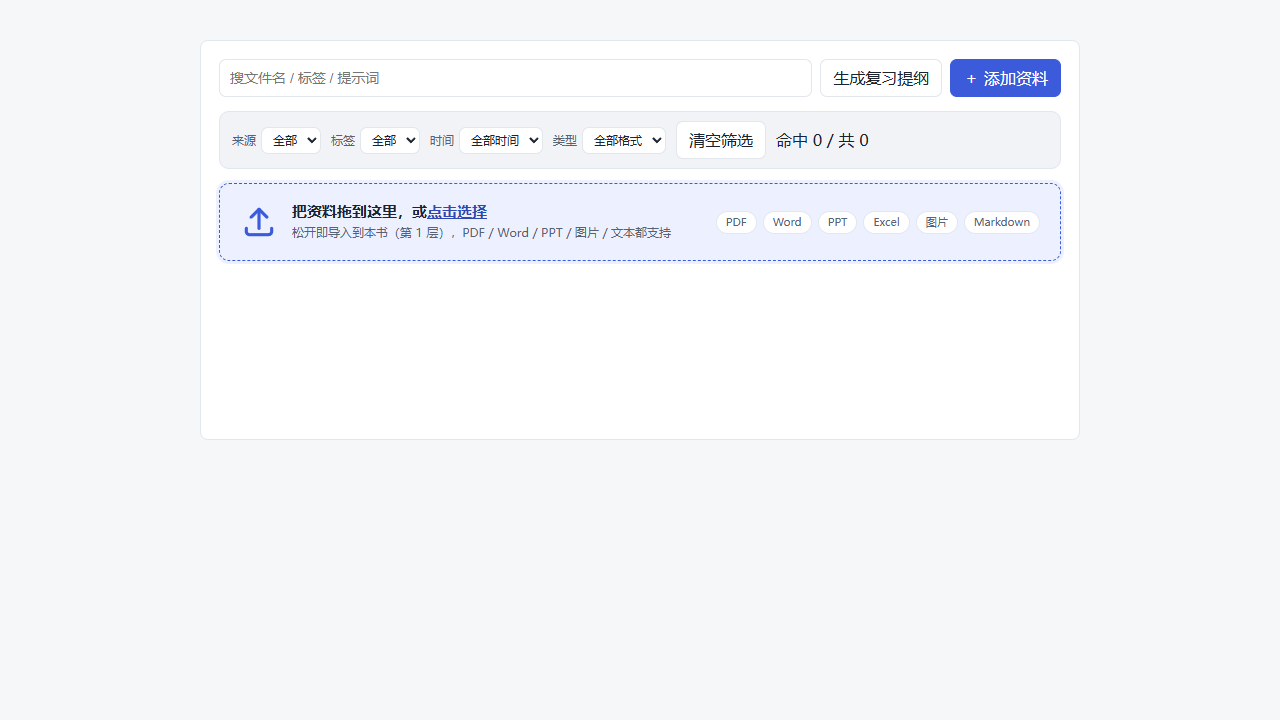 搜文件名 / 标签 / 提示词
生成复习提纲
+ 添加资料
来源 全部 标签 全部 时间 全部时间 类型 全部格式 清空筛选 命中 0 / 共 0
把资料拖到这里，或点击选择
松开即导入到本书（第 1 层），PDF / Word / PPT / 图片 / 文本都支持
PDF Word PPT Excel 图片 Markdown